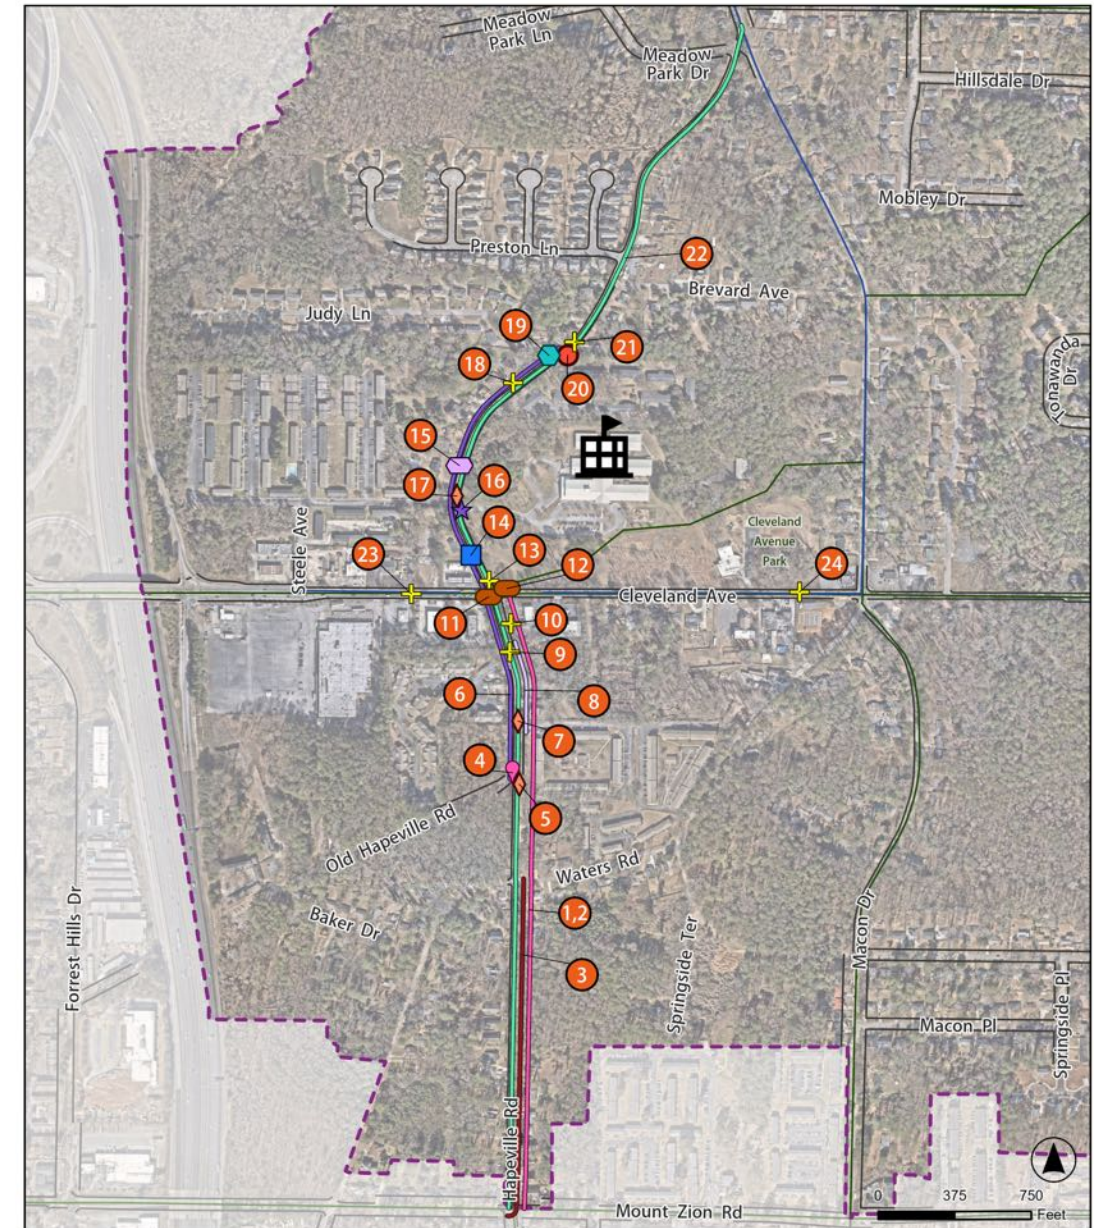 Meadow
Park Ln
Meadow
Park Dr
Hillsdale Dr
Mobley Dr
Preston Ln
22
Brevard Ave
Judy Ln
19
21
18
20
Tonawanda
Dr
15
17
16
14
Steele Ave
13
12
Cleveland
Avenue
Park
23
24
Cleveland Ave
11
10
9
6
8
7
4
5
Old Hapeville Rd
Waters Rd
1,2
Baker Dr
3
Forrest Hills Dr
Springside Ter
Macon Dr
Macon Pl
Springside Pl
Hapeville Rd
0 375 750
Feet
Mount Zion Rd